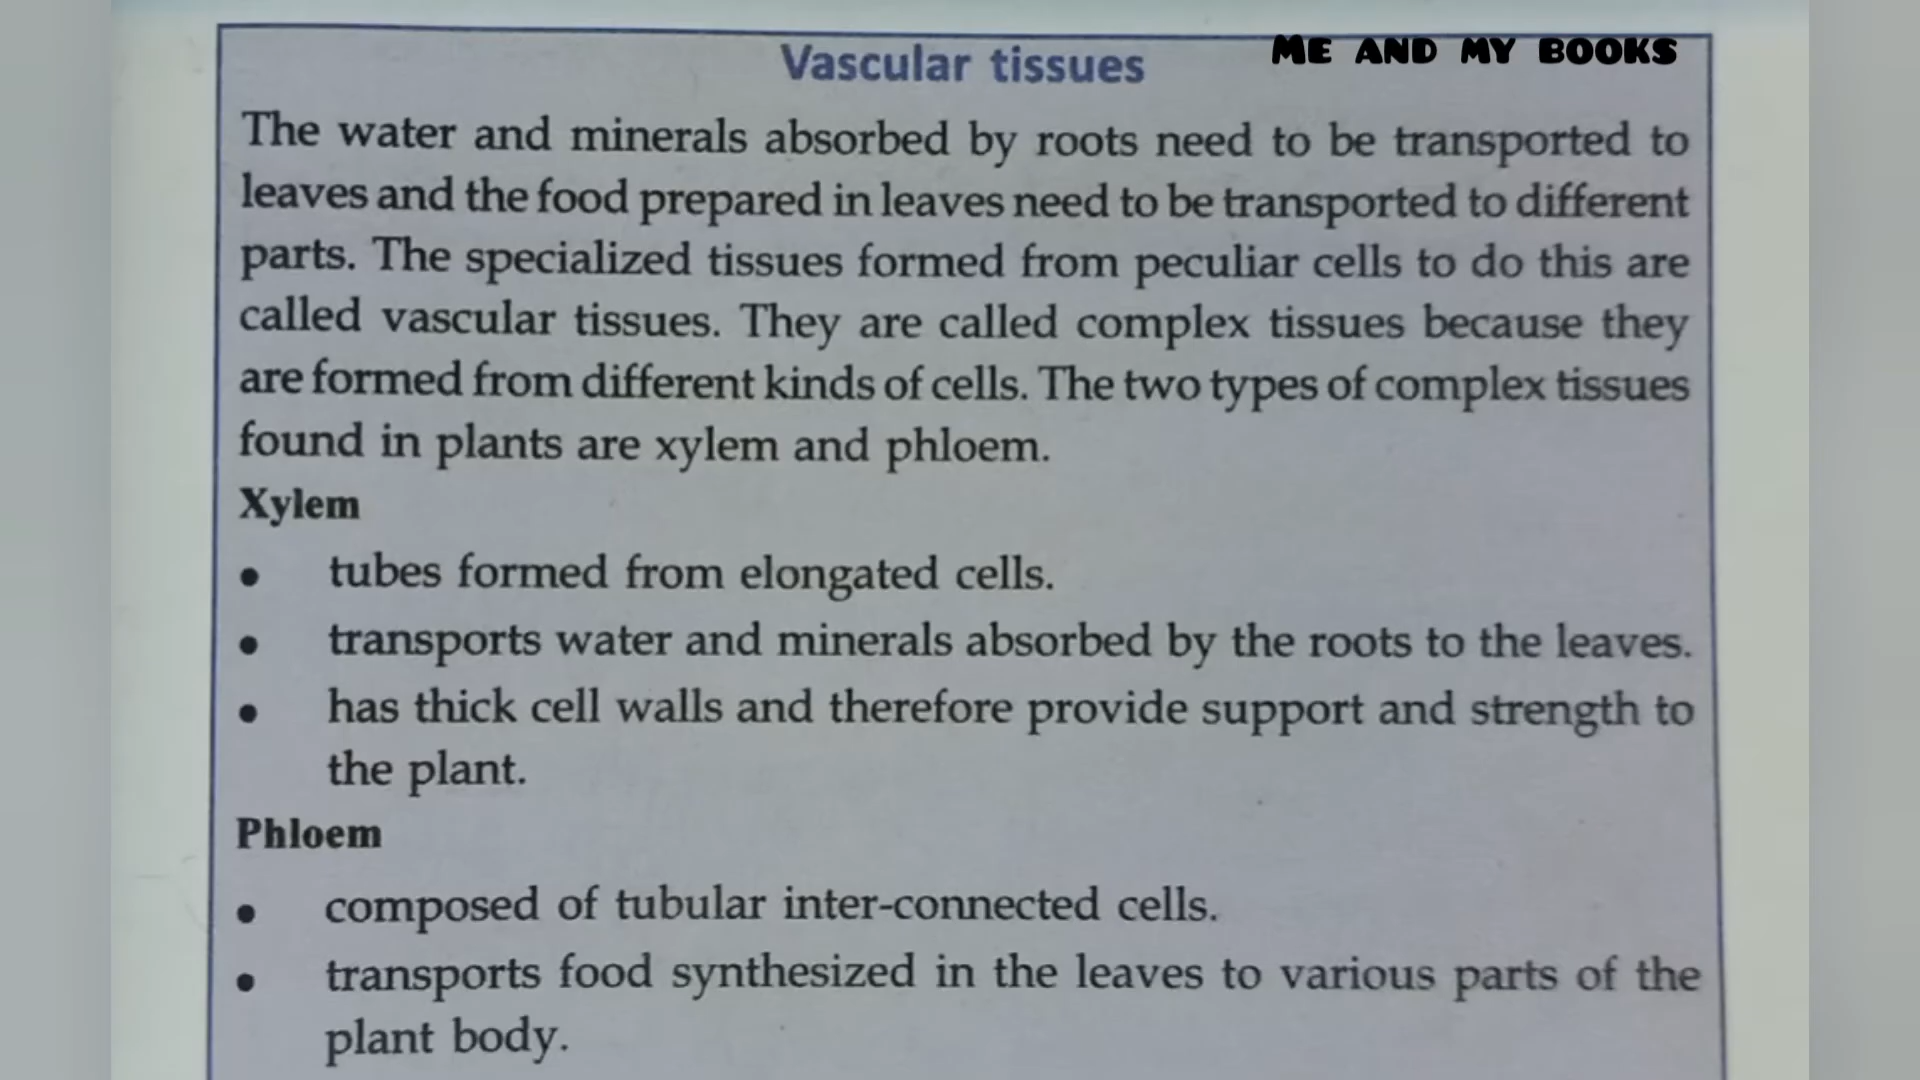 Vascular tissues
ME AND MY BOOKS
The water and minerals absorbed by roots need to be transported to
leaves and the food prepared in leaves need to be transported to different
parts. The specialized tissues formed from peculiar cells to do this are
called vascular tissues. They are called complex tissues because they
are formed from different kinds of cells. The two types of complex tissues
found in plants are xylem and phloem.
Xylem
• tubes formed from elongated cells.
• transports water and minerals absorbed by the roots to the leaves.
• has thick cell walls and therefore provide support and strength to
the plant.
Phloem
• composed of tubular inter-connected cells.
• transports food synthesized in the leaves to various parts of the
plant body.